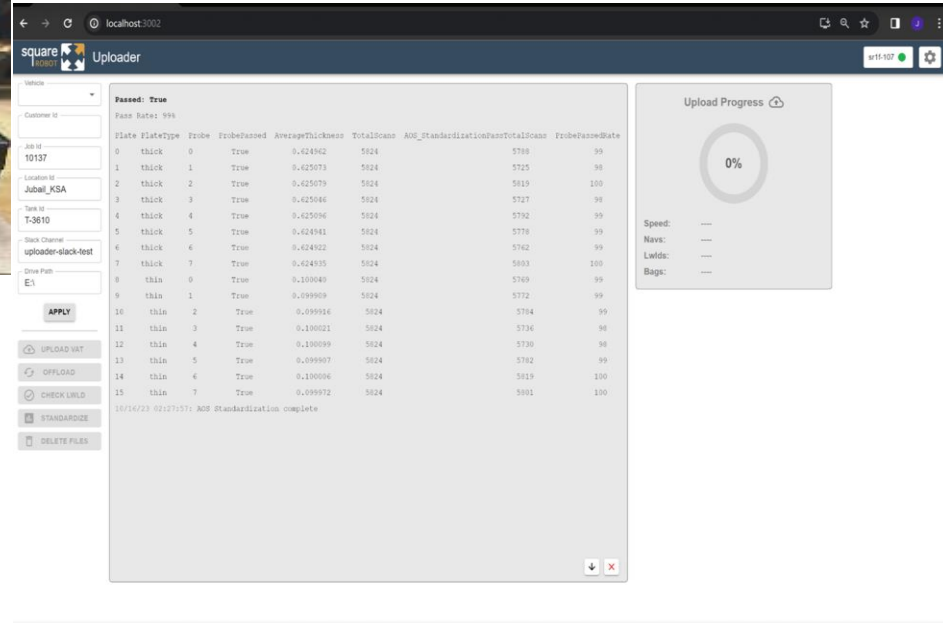 localhost:3002
square ROBOT Uploader
sr1f-107
Vehicle
Customer Id
Job Id
10137
Location Id
Jubail_KSA
Tank Id
T-3610
Slack Channel
uploader-slack-test
Drive Path
E:\
APPLY
UPLOAD VAT
OFFLOAD
CHECK LWLD
STANDARDIZE
DELETE FILES
Passed: True
Pass Rate: 99%
Plate PlateType Probe ProbePassed AverageThickness TotalScans AOS_StandardizationPassTotalScans ProbePassedRate
0 thick 0 True 0.624962 5824 5788 99
1 thick 1 True 0.625073 5824 5725 98
2 thick 2 True 0.625079 5824 5819 100
3 thick 3 True 0.625046 5824 5727 98
4 thick 4 True 0.625096 5824 5792 99
5 thick 5 True 0.624941 5824 5778 99
6 thick 6 True 0.624922 5824 5762 99
7 thick 7 True 0.624935 5824 5803 100
8 thin 0 True 0.100040 5824 5769 99
9 thin 1 True 0.099909 5824 5772 99
10 thin 2 True 0.099916 5824 5784 99
11 thin 3 True 0.100021 5824 5736 98
12 thin 4 True 0.100099 5824 5730 98
13 thin 5 True 0.099907 5824 5782 99
14 thin 6 True 0.100006 5824 5819 100
15 thin 7 True 0.099972 5824 5801 100
10/16/23 02:27:57: AOS Standardization complete
Upload Progress
0%
Speed: ----
Navs: ----
Lwlds: ----
Bags: ----